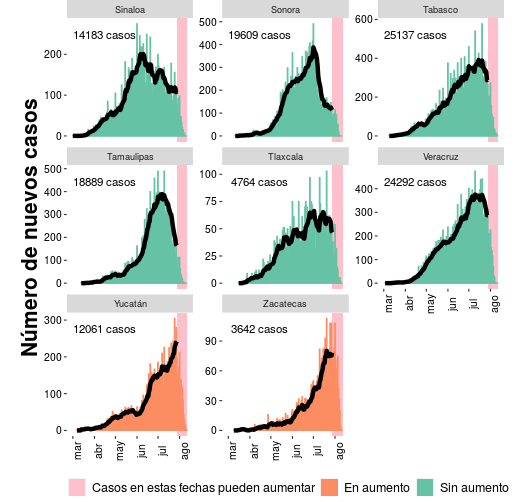 Número de nuevos casos
Sinaloa
Sonora
Tabasco
14183 casos
19609 casos
25137 casos
200
100
0
500
400
300
200
100
0
600
400
200
0
Tamaulipas
Tlaxcala
Veracruz
18889 casos
4764 casos
24292 casos
500
400
300
200
100
0
100
75
50
25
0
400
300
200
100
0
mar
abr
may
jun
jul
ago
Yucatán
Zacatecas
12061 casos
3642 casos
300
200
100
0
90
60
30
0
mar
abr
may
jun
jul
ago
mar
abr
may
jun
jul
ago
Casos en estas fechas pueden aumentar
En aumento
Sin aumento